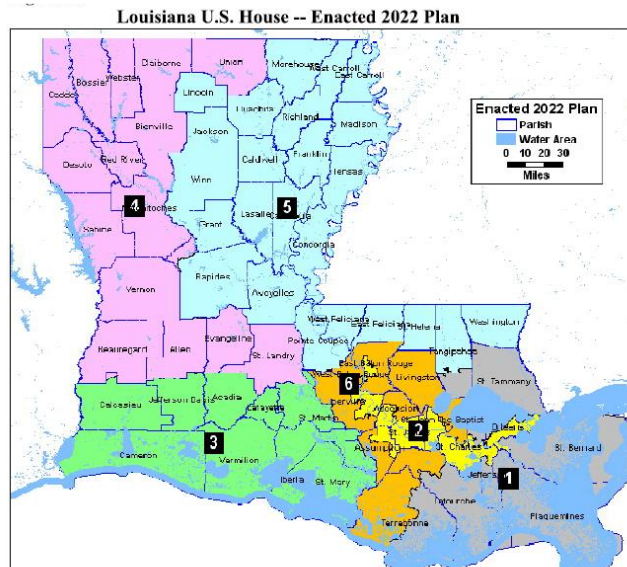 Louisiana U.S. House -- Enacted 2022 Plan
Enacted 2022 Plan
Parish
Water Area
0 10 20 30
Miles
Claiborne
Union
Morehouse
West Carroll
East Carroll
Webster
Bossier
Caddo
Lincoln
Ouachita
Richland
Madison
Bienville
Jackson
Desoto
Red River
Caldwell
Franklin
Tensas
Winn
4
5
Sabine
Lasalle
Grant
Concordia
Vernon
Rapides
Avoyelles
West Feliciana
East Feliciana
St. Helena
Washington
Beauregard
Allen
Evangeline
St. Landry
Pointe Coupee
Tangipahoa
East Baton Rouge
Livingston
St. Tammany
6
Calcasieu
Jefferson Davis
Acadia
Lafayette
St. Martin
Iberville
Ascension
Orleans
3
2
St. Bernard
Assumption
St. Charles
Cameron
Vermilion
Iberia
St. Mary
Jefferson
1
Lafourche
Plaquemines
Terrebonne